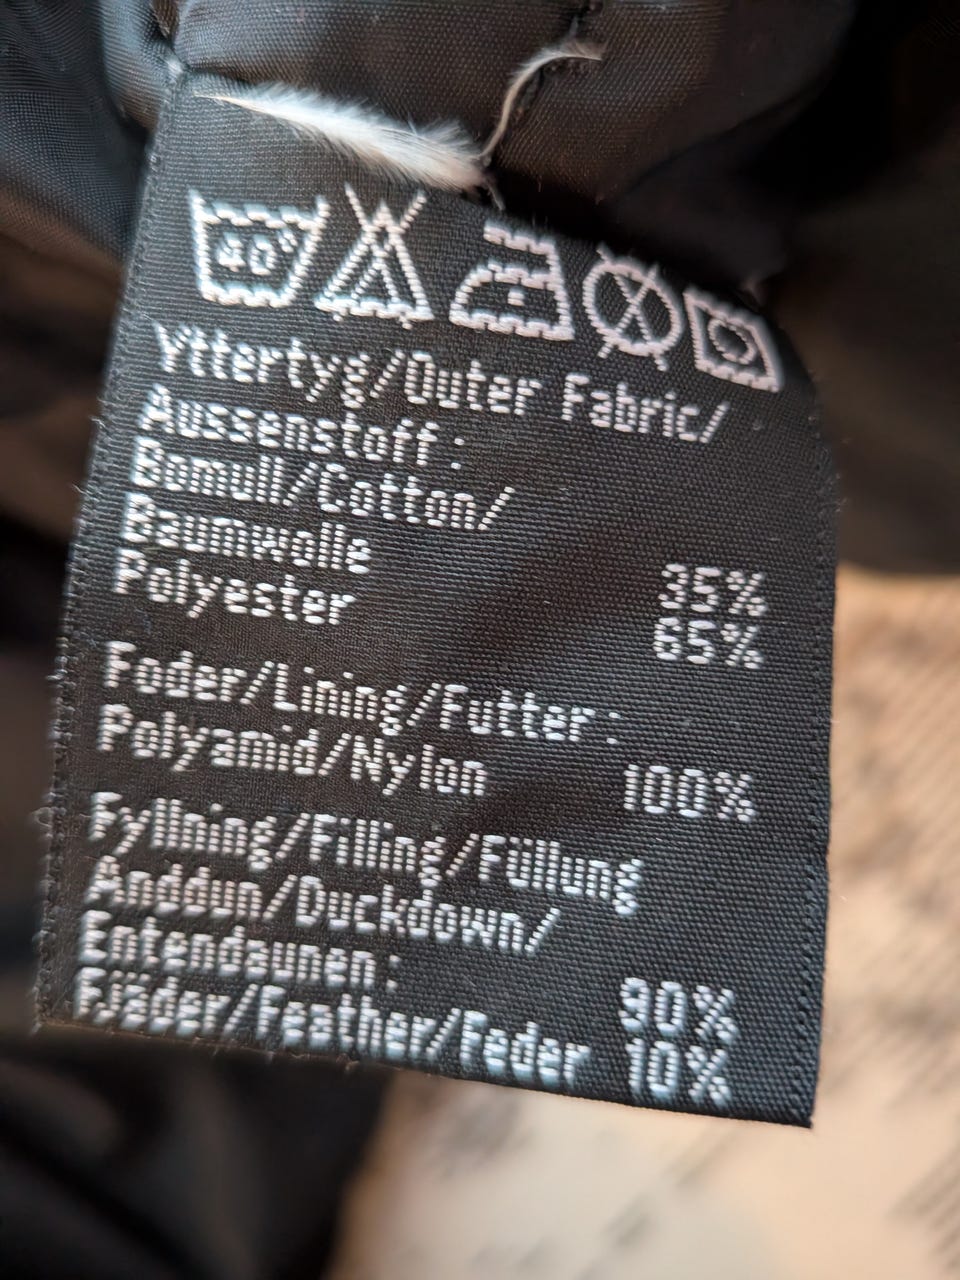 40°
Yttertyg/Outer Fabric/
Aussenstoff:
Bomull/Cotton/
Baumwolle 35%
Polyester 65%
Foder/Lining/Futter:
Polyamid/Nylon 100%
Fyllning/Filling/Füllung
Anddun/Duckdown/
Entendaunen: 90%
Fjäder/Feather/Feder 10%